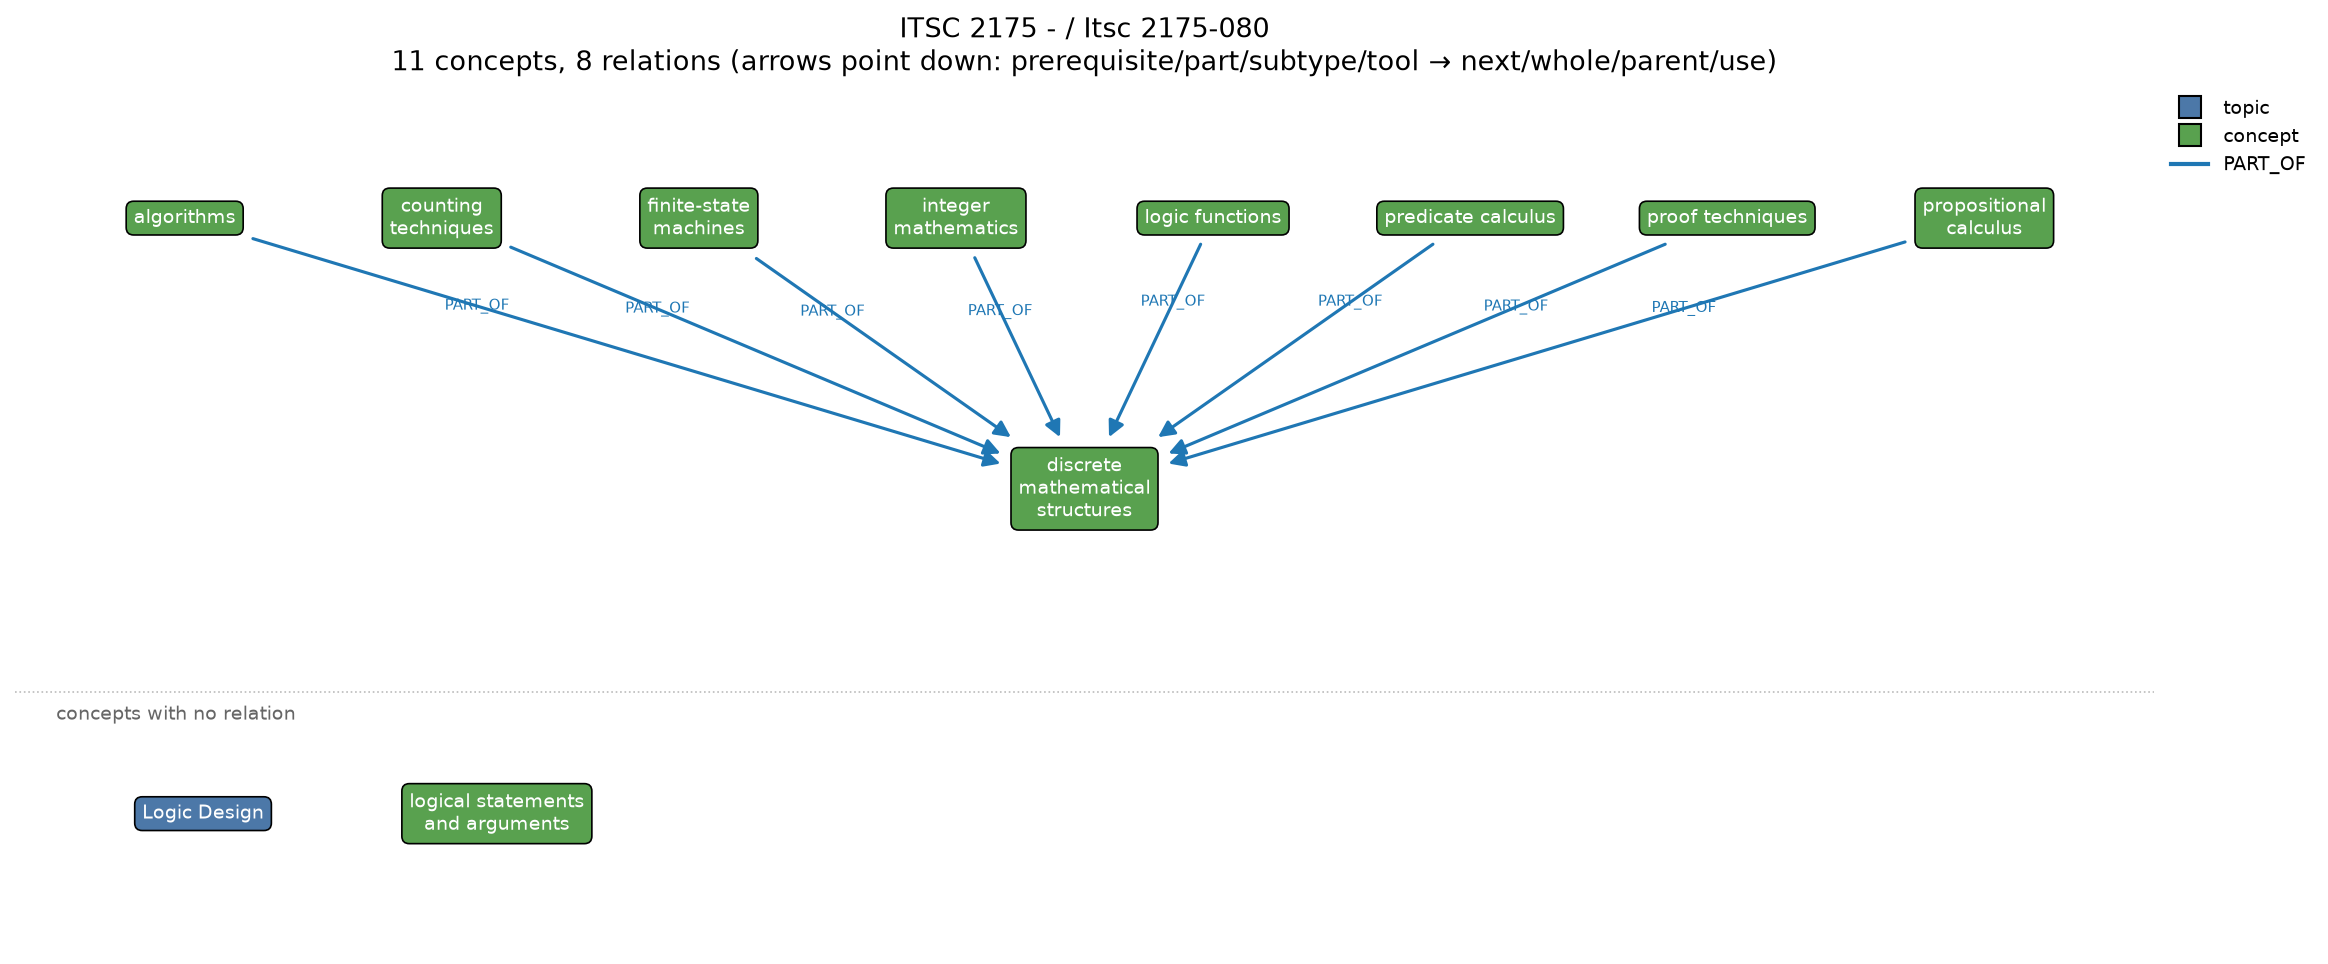 ITSC 2175 - / Itsc 2175-080
11 concepts, 8 relations (arrows point down: prerequisite/part/subtype/tool → next/whole/parent/use)
topic
concept
PART_OF
algorithms
counting
techniques
finite-state
machines
integer
mathematics
logic functions
predicate calculus
proof techniques
propositional
calculus
PART_OF
PART_OF
PART_OF
PART_OF
PART_OF
PART_OF
PART_OF
PART_OF
discrete
mathematical
structures
concepts with no relation
Logic Design
logical statements
and arguments